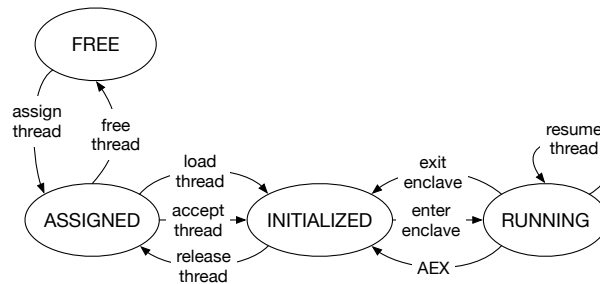 FREE
assign
thread
free
thread
load
thread
exit
enclave
resume
thread
ASSIGNED
accept
thread
INITIALIZED
enter
enclave
RUNNING
release
thread
AEX